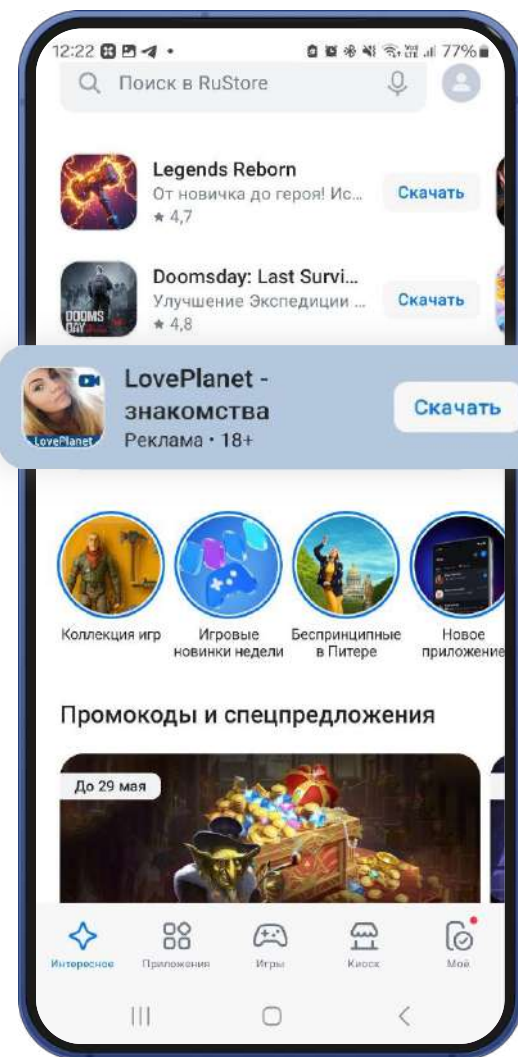 12:22
77%
Поиск в RuStore
Legends Reborn
От новичка до героя! Ис...
★ 4,7
Скачать
DOOMS
DAY
Doomsday: Last Survi...
Улучшение Экспедиции ...
★ 4,8
Скачать
LovePlanet
LovePlanet -
знакомства
Реклама • 18+
Скачать
Коллекция игр
Игровые
новинки недели
Беспринципные
в Питере
Новое
приложение
Промокоды и спецпредложения
До 29 мая
Интересное
Приложения
Игры
Киоск
Моё